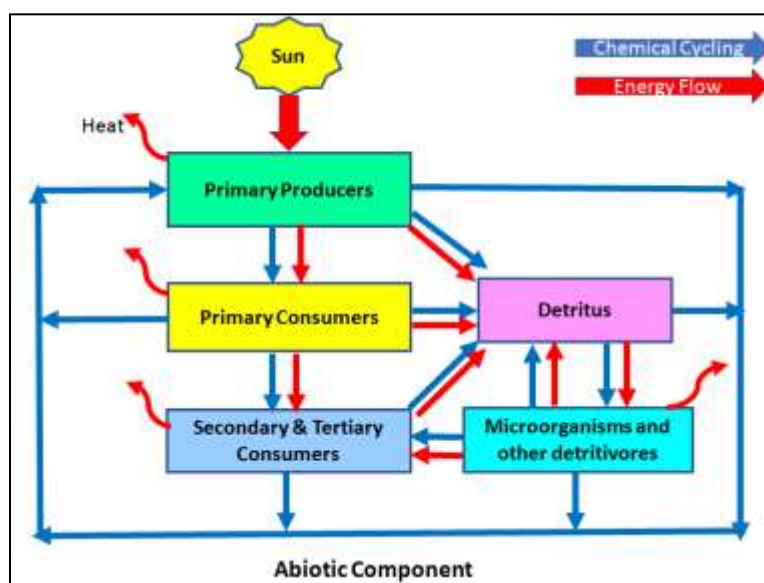 Sun
Chemical Cycling
Energy Flow
Heat
Primary Producers
Primary Consumers
Detritus
Secondary & Tertiary
Consumers
Microorganisms and
other detritivores
Abiotic Component